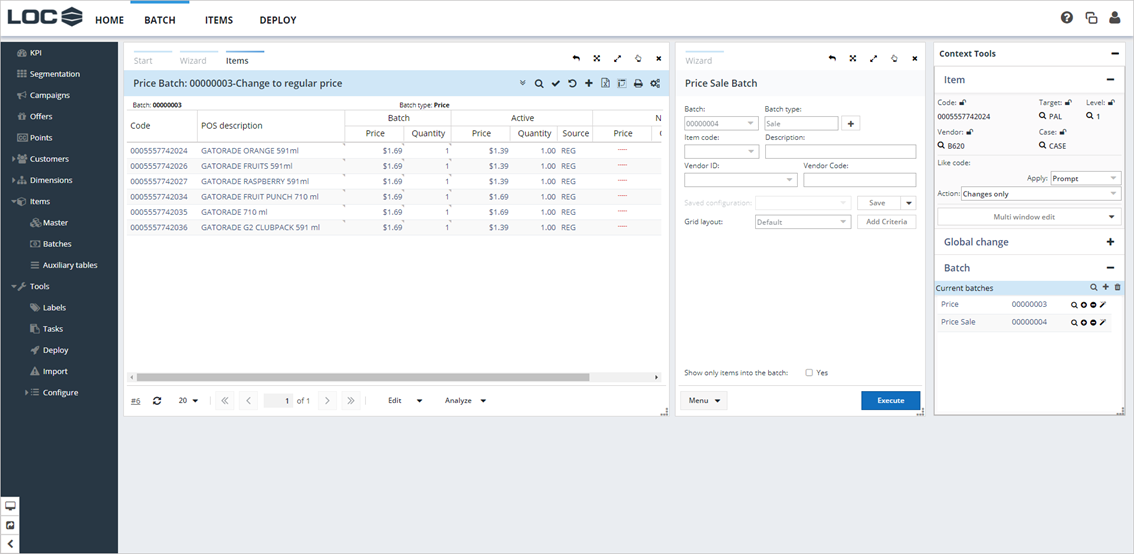 LOC HOME BATCH ITEMS DEPLOY
KPI
Segmentation
Campaigns
Offers
Points
Customers
Dimensions
Items
Master
Batches
Auxiliary tables
Tools
Labels
Tasks
Deploy
Import
Configure
Start Wizard Items
Price Batch: 00000003-Change to regular price
Batch: 00000003 Batch type: Price
Batch Active N
Code POS description Price Quantity Price Quantity Source Price
0005557742024 GATORADE ORANGE 591ml $1.69 1 $1.39 1.00 REG ----
0005557742026 GATORADE FRUITS 591ml $1.69 1 $1.39 1.00 REG ----
0005557742027 GATORADE RASPBERRY 591ml $1.69 1 $1.39 1.00 REG ----
0005557742034 GATORADE FRUIT PUNCH 710 ml $1.69 1 $1.69 1.00 REG ----
0005557742035 GATORADE 710 ml $1.69 1 $1.69 1.00 REG ----
0005557742036 GATORADE G2 CLUBPACK 591 ml $1.69 1 $1.39 1.00 REG ----
#6 20 1 of 1 Edit Analyze
Wizard
Price Sale Batch
Batch: Batch type:
00000004 Sale
Item code: Description:
Vendor ID: Vendor Code:
Saved configuration: Save
Grid layout: Default Add Criteria
Show only items into the batch: Yes
Menu Execute
Context Tools
Item
Code: Target: Level:
0005557742024 PAL 1
Vendor: Case:
B620 CASE
Like code:
Apply: Prompt
Action: Changes only
Multi window edit
Global change
Batch
Current batches
Price 00000003
Price Sale 00000004